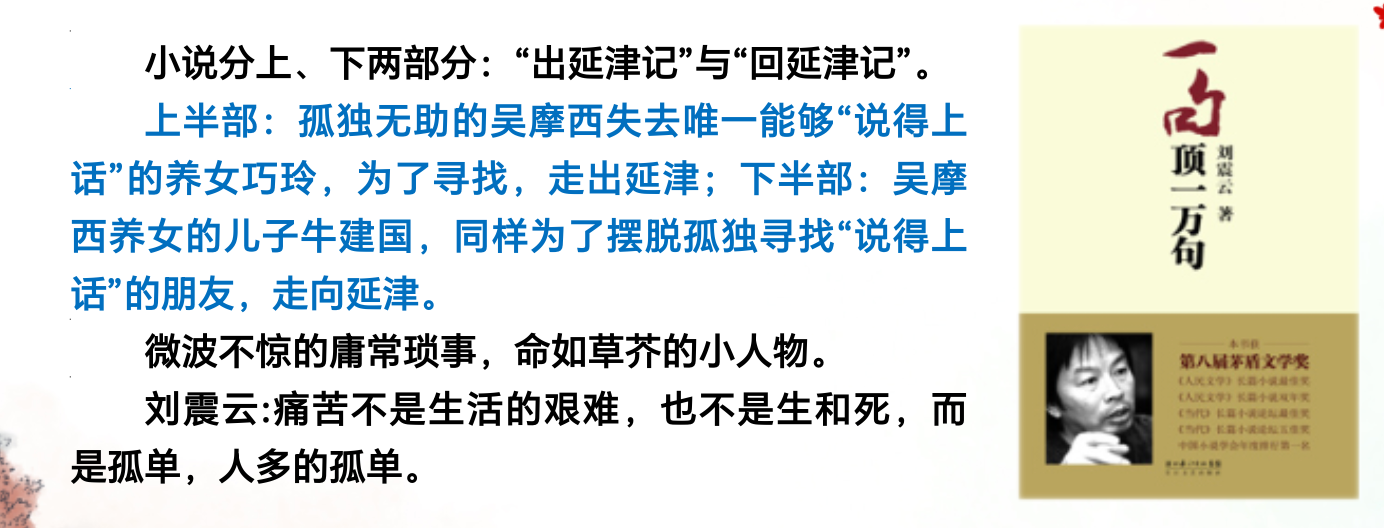 小说分上、下两部分：“出延津记”与“回延津记”。
上半部：孤独无助的吴摩西失去唯一能够“说得上
话”的养女巧玲，为了寻找，走出延津；下半部：吴摩
西养女的儿子牛建国，同样为了摆脱孤独寻找“说得上
话”的朋友，走向延津。
微波不惊的庸常琐事，命如草芥的小人物。
刘震云:痛苦不是生活的艰难，也不是生和死，而
是孤单，人多的孤单。
一句
顶一万句
刘震云 著
本书获
第八届茅盾文学奖
《人民文学》长篇小说最佳奖
《人民文学》长篇小说双年奖
《当代》长篇小说论坛最佳奖
《当代》长篇小说论坛五佳奖
中国小说学会年度排行第一名